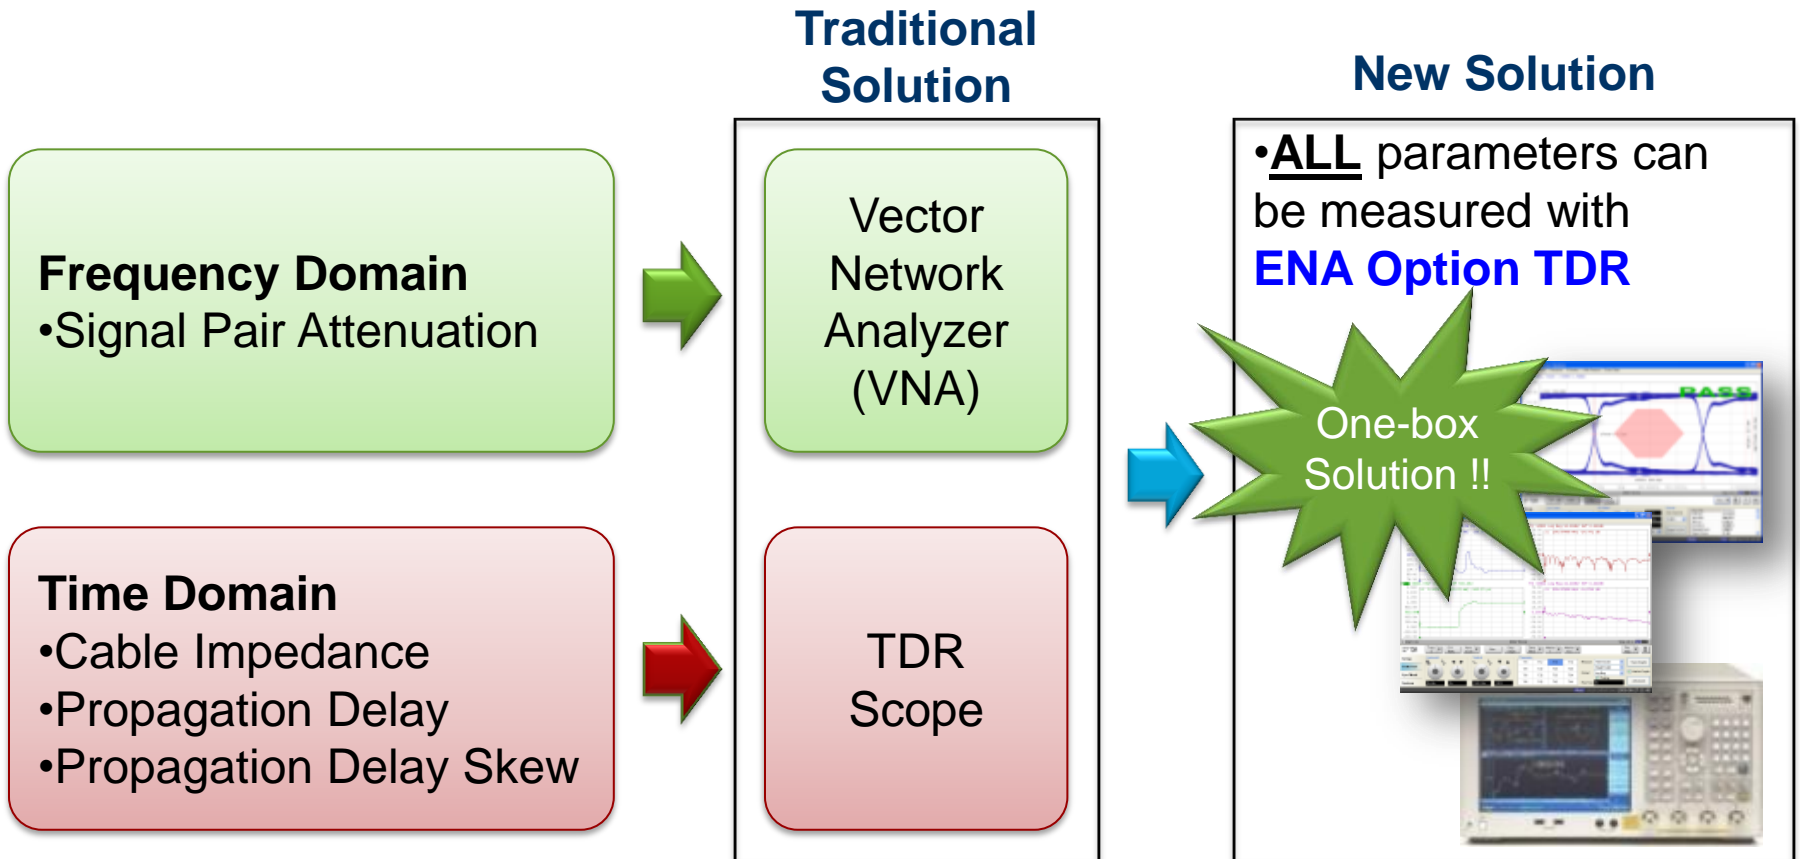 Traditional
Solution
New Solution
Frequency Domain
•Signal Pair Attenuation
Vector
Network
Analyzer
(VNA)
•ALL parameters can
be measured with
ENA Option TDR
One-box
Solution !!
PASS
Time Domain
•Cable Impedance
•Propagation Delay
•Propagation Delay Skew
TDR
Scope